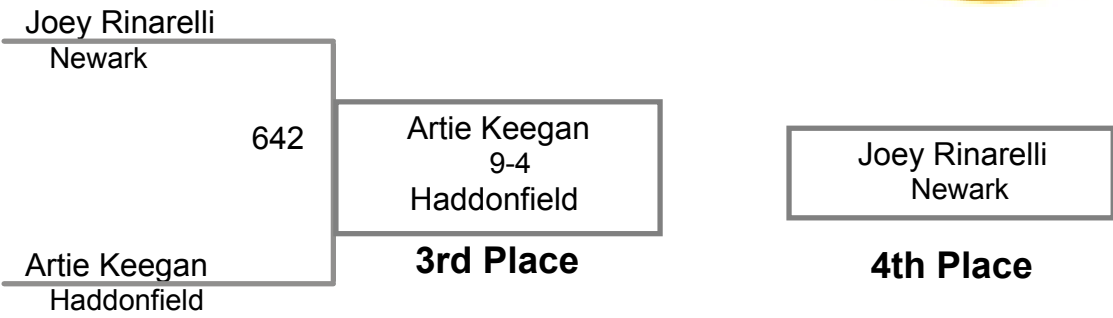 Joey Rinarelli
Newark
642
Artie Keegan
9-4
Haddonfield
3rd Place
Joey Rinarelli
Newark
4th Place
Artie Keegan
Haddonfield